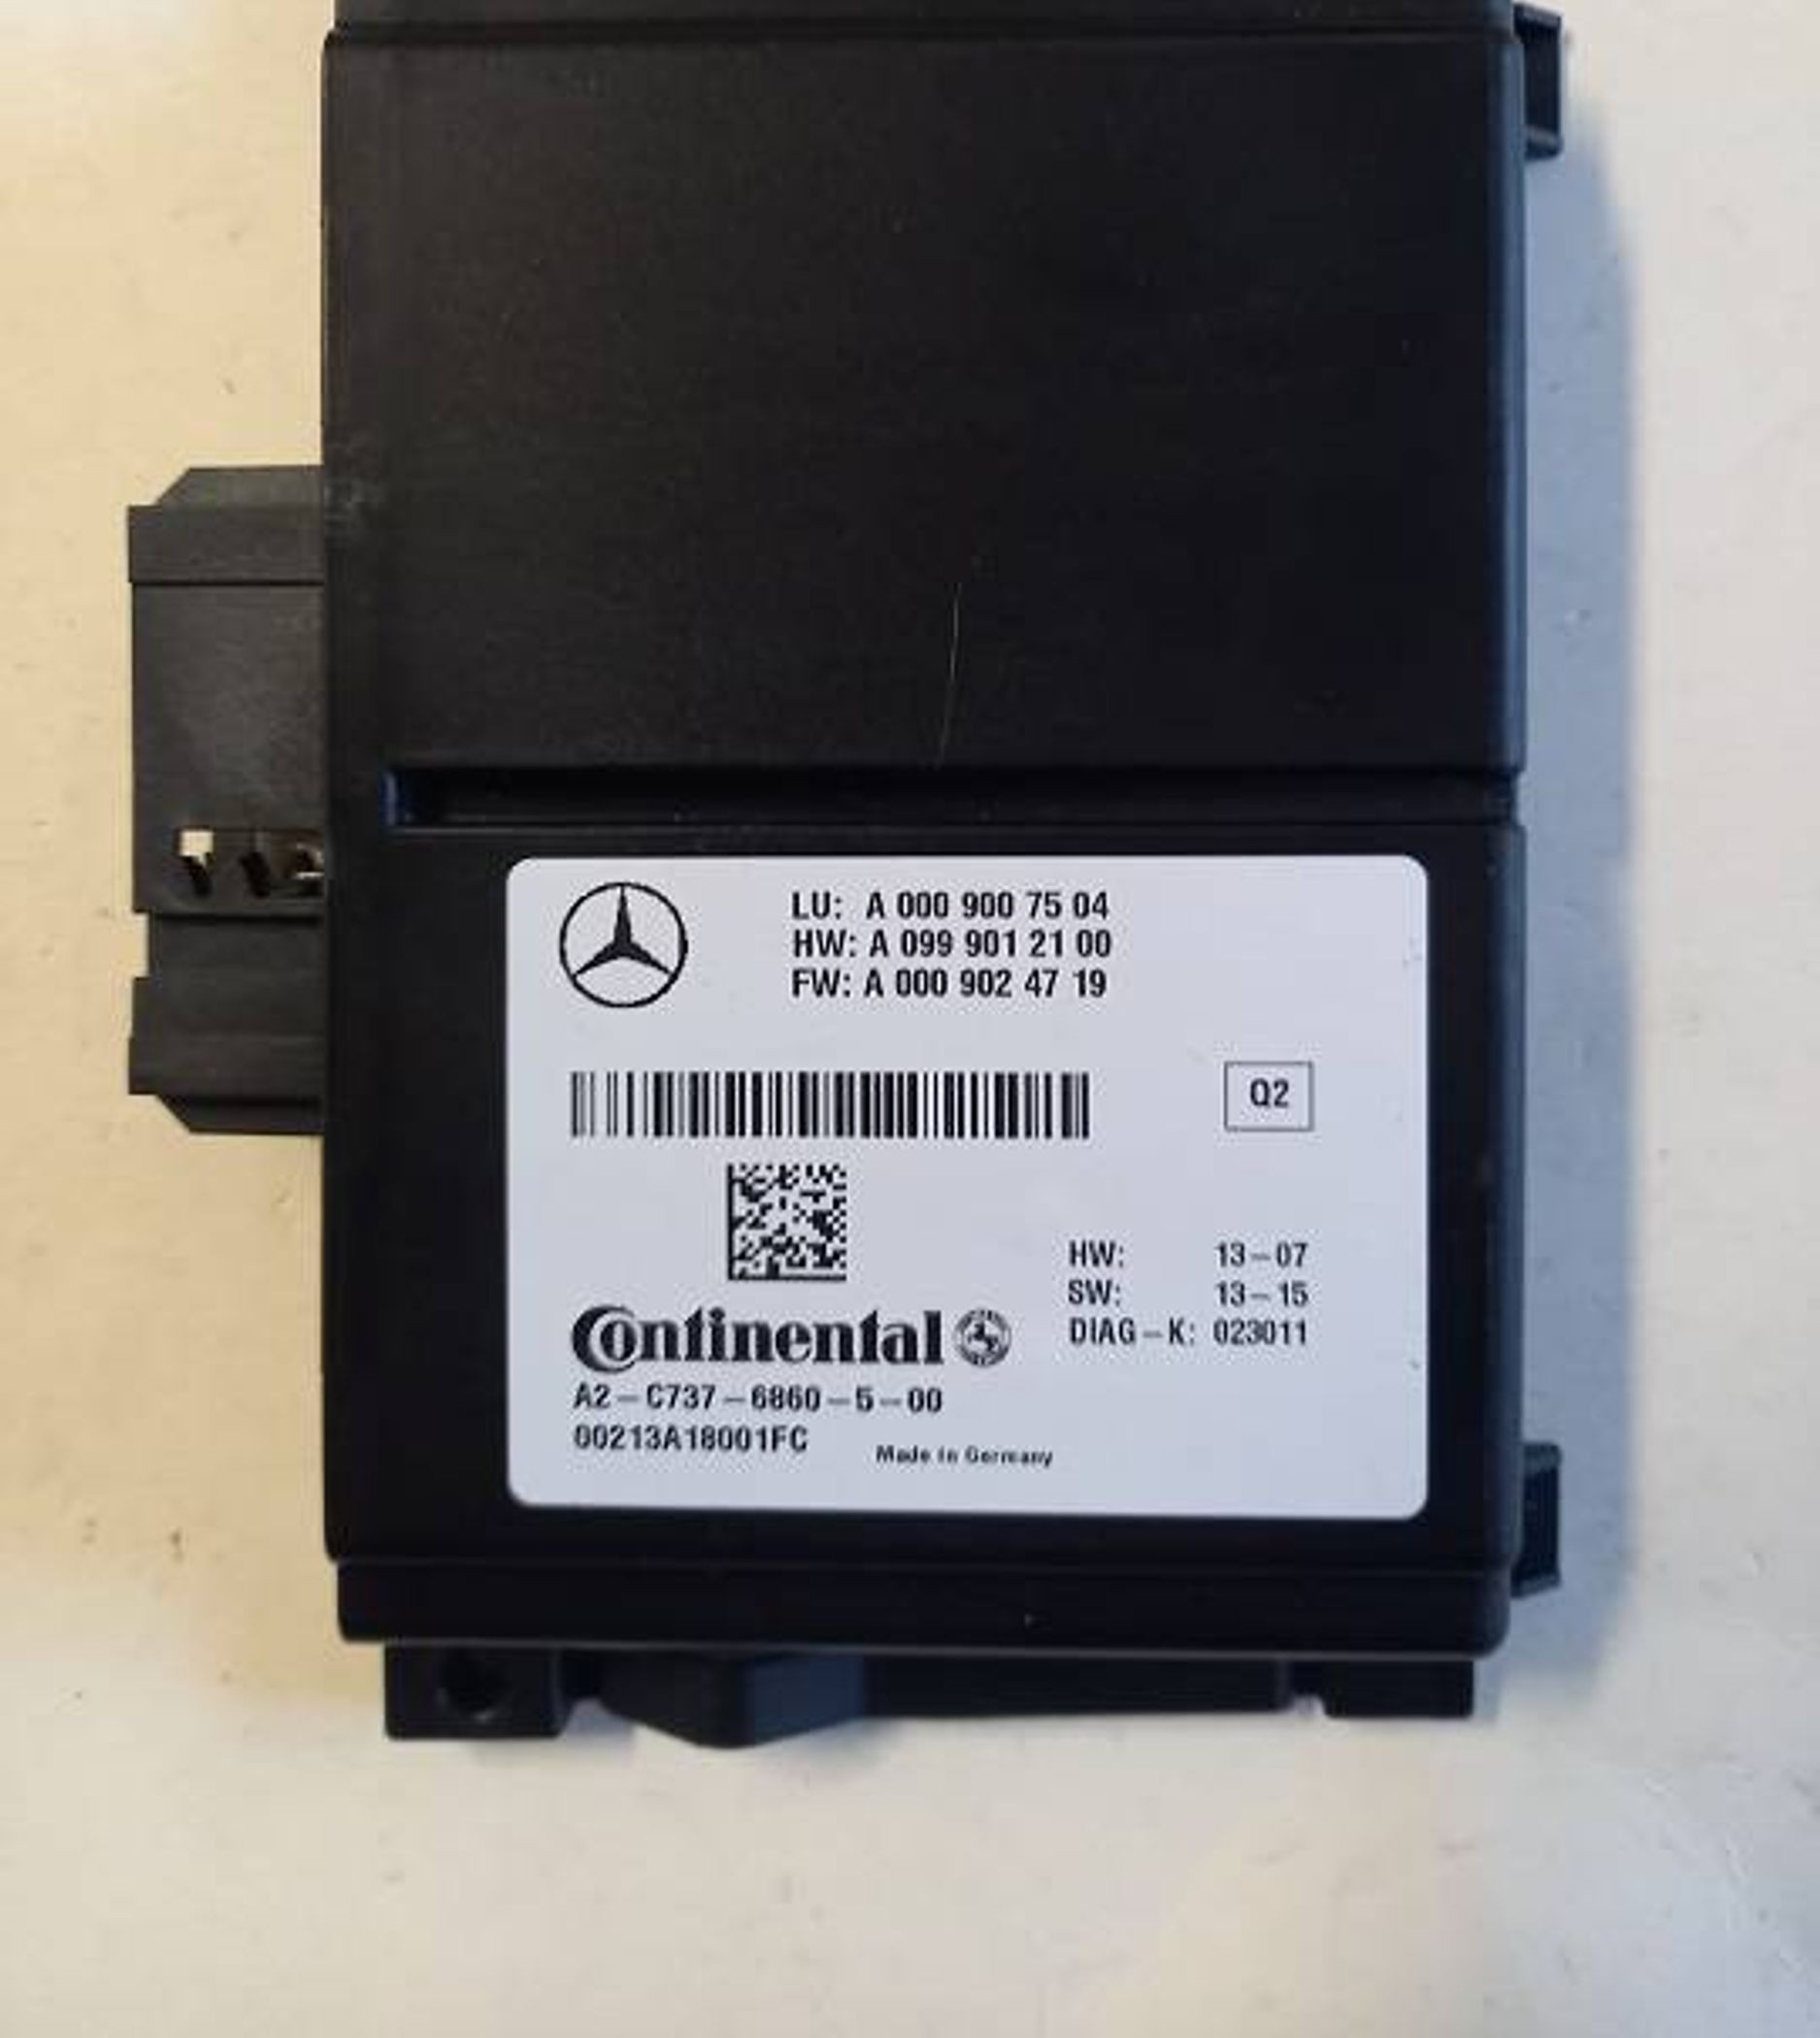 LU: A 000 900 75 04
HW: A 099 901 21 00
FW: A 000 902 47 19
Q2
HW: 13-07
SW: 13-15
DIAG-K: 023011
Continental
A2-C737-6860-5-00
00213A18001FC
Made in Germany